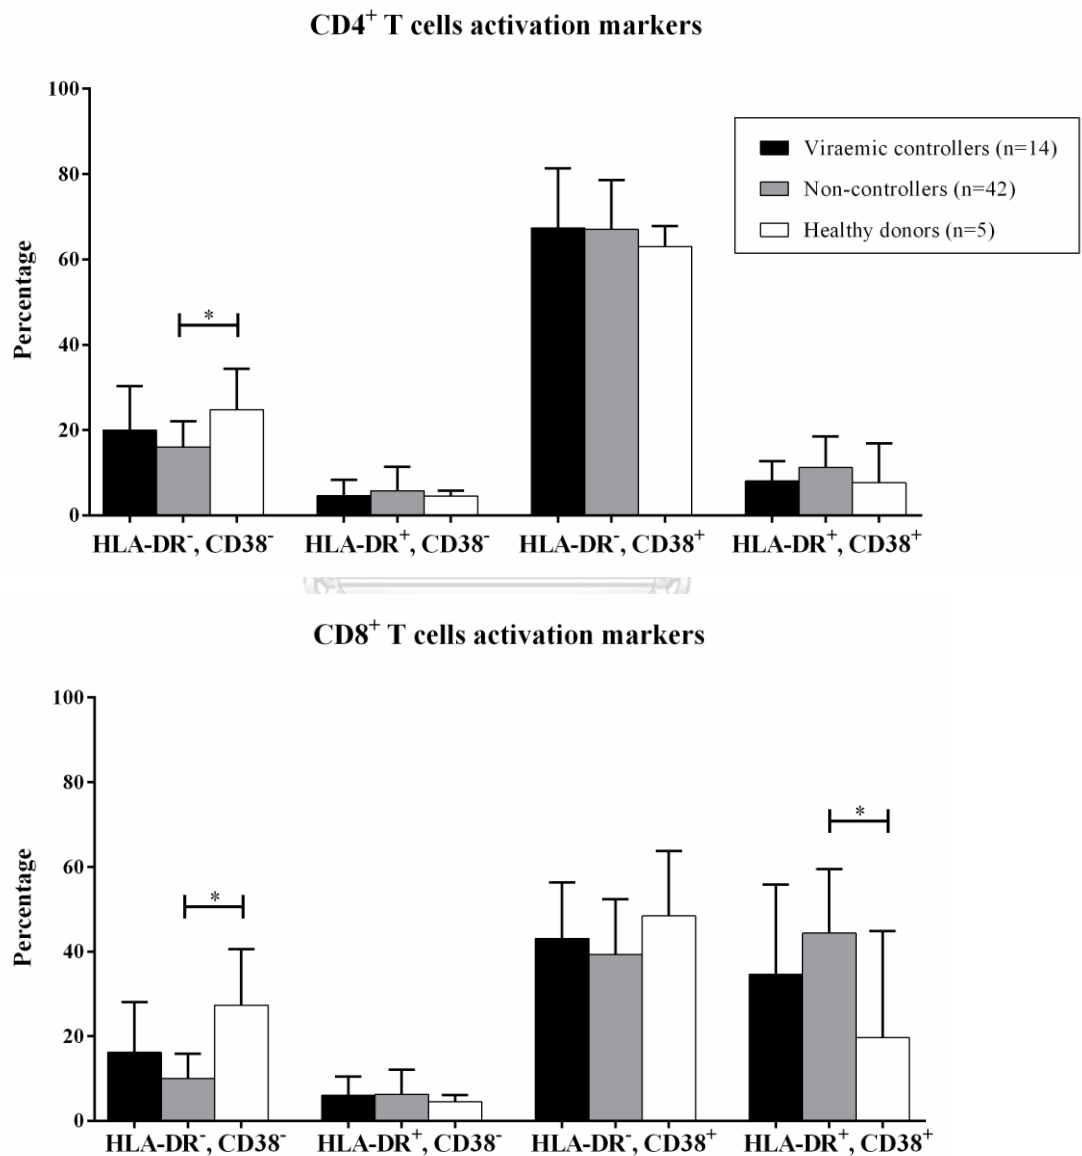 CD4⁺ T cells activation markers
100
80
60
40
20
0
Percentage
Viraemic controllers (n=14)
Non-controllers (n=42)
Healthy donors (n=5)
*
HLA-DR⁻, CD38⁻ HLA-DR⁺, CD38⁻ HLA-DR⁻, CD38⁺ HLA-DR⁺, CD38⁺
CD8⁺ T cells activation markers
100
80
60
40
20
0
Percentage
*
*
HLA-DR⁻, CD38⁻ HLA-DR⁺, CD38⁻ HLA-DR⁻, CD38⁺ HLA-DR⁺, CD38⁺